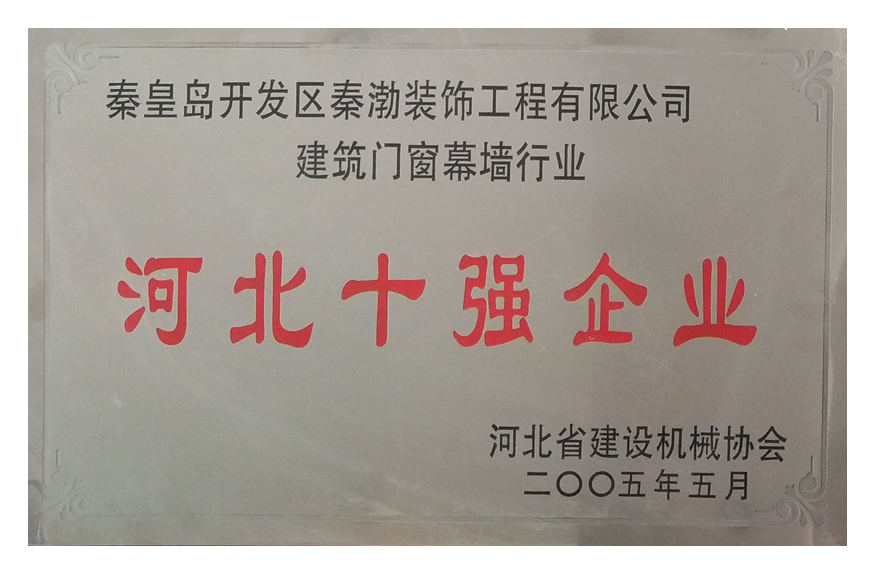 秦皇岛开发区秦渤装饰工程有限公司
建筑门窗幕墙行业
河北十强企业
河北省建设机械协会
二〇〇五年五月